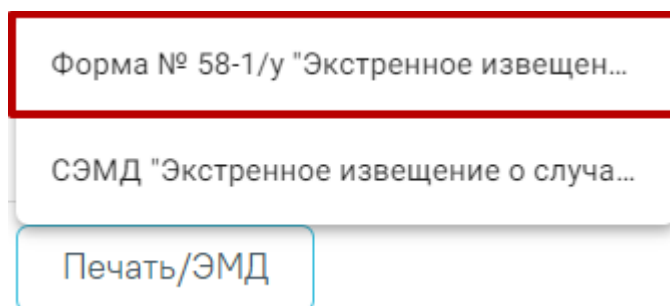 Форма № 58-1/у "Экстренное извещен...
СЭМД "Экстренное извещение о случа...
Печать/ЭМД